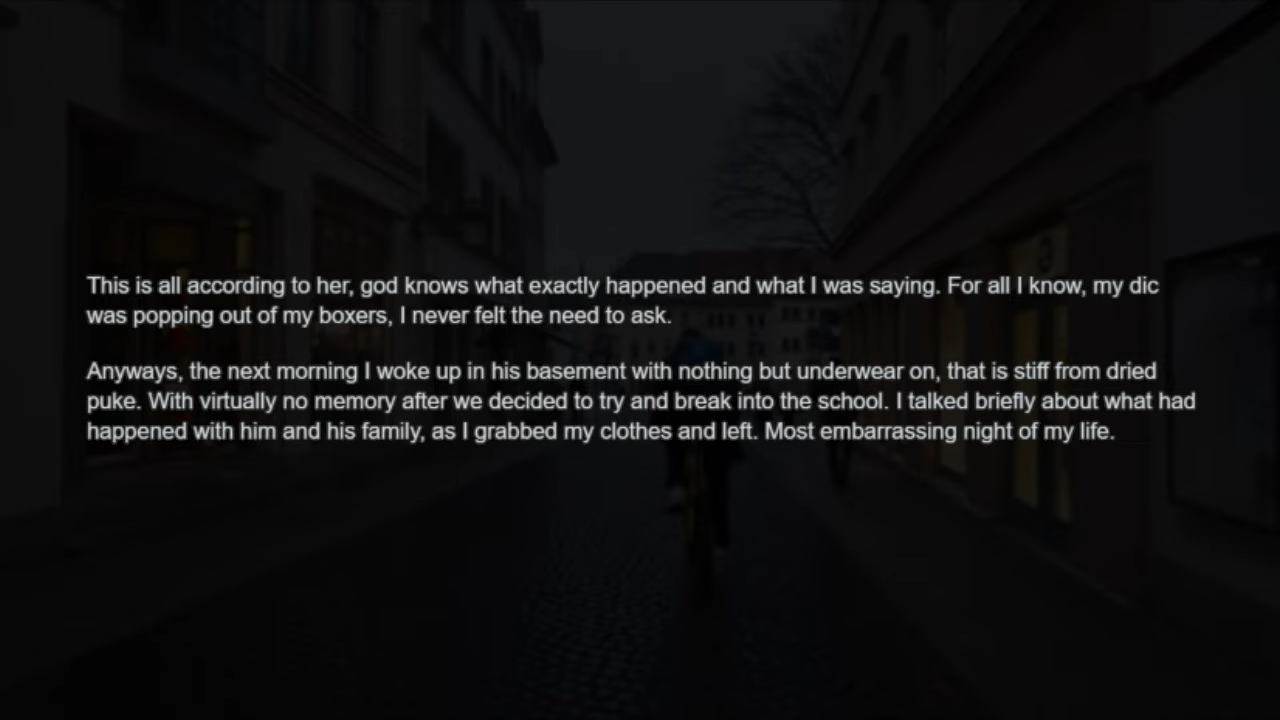 This is all according to her, god knows what exactly happened and what I was saying. For all I know, my dic
was popping out of my boxers, I never felt the need to ask.
Anyways, the next morning I woke up in his basement with nothing but underwear on, that is stiff from dried
puke. With virtually no memory after we decided to try and break into the school. I talked briefly about what had
happened with him and his family, as I grabbed my clothes and left. Most embarrassing night of my life.